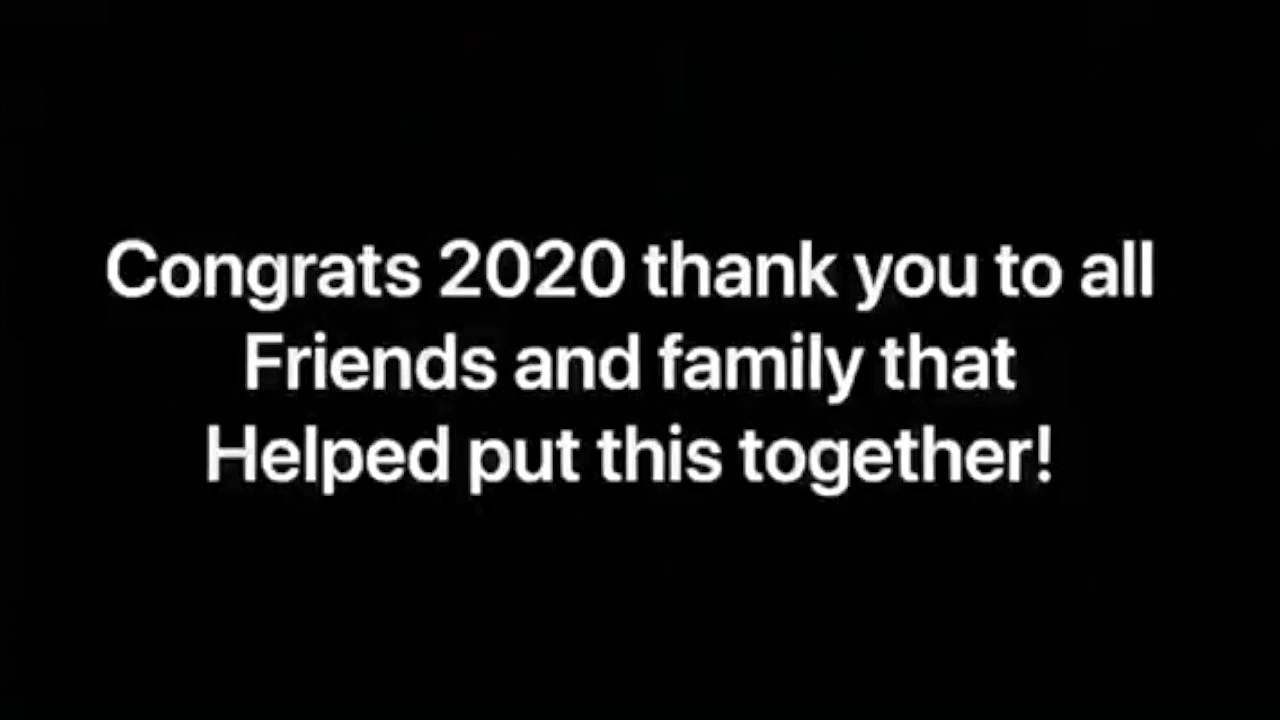 Congrats 2020 thank you to all
Friends and family that
Helped put this together!